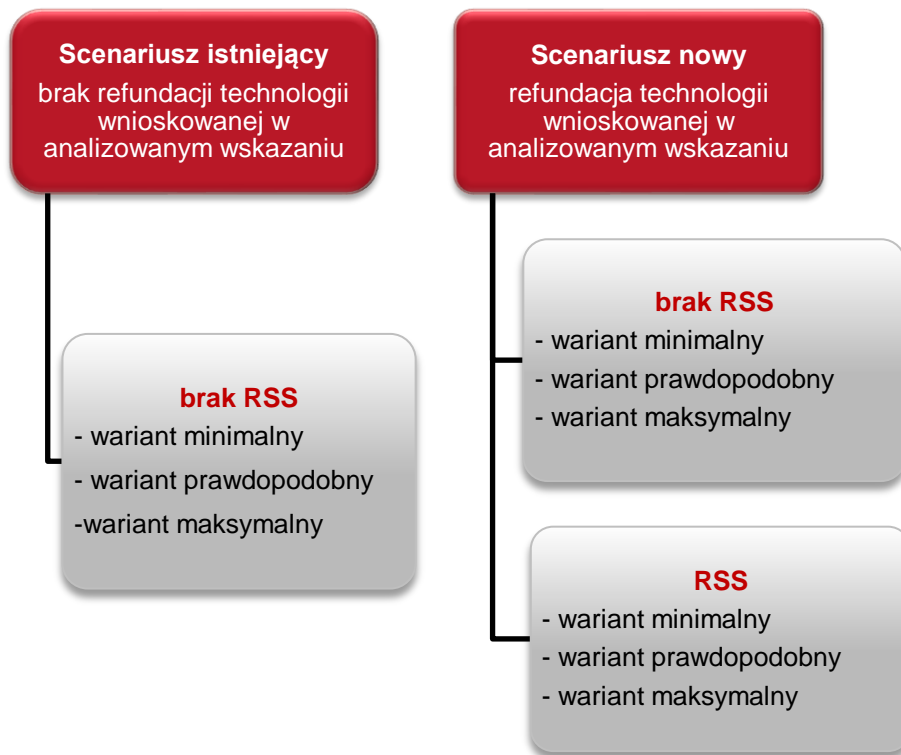 Scenariusz istniejący
brak refundacji technologii
wnioskowanej w
analizowanym wskazaniu
brak RSS
- wariant minimalny
- wariant prawdopodobny
-wariant maksymalny
Scenariusz nowy
refundacja technologii
wnioskowanej w
analizowanym wskazaniu
brak RSS
- wariant minimalny
- wariant prawdopodobny
- wariant maksymalny
RSS
- wariant minimalny
- wariant prawdopodobny
- wariant maksymalny